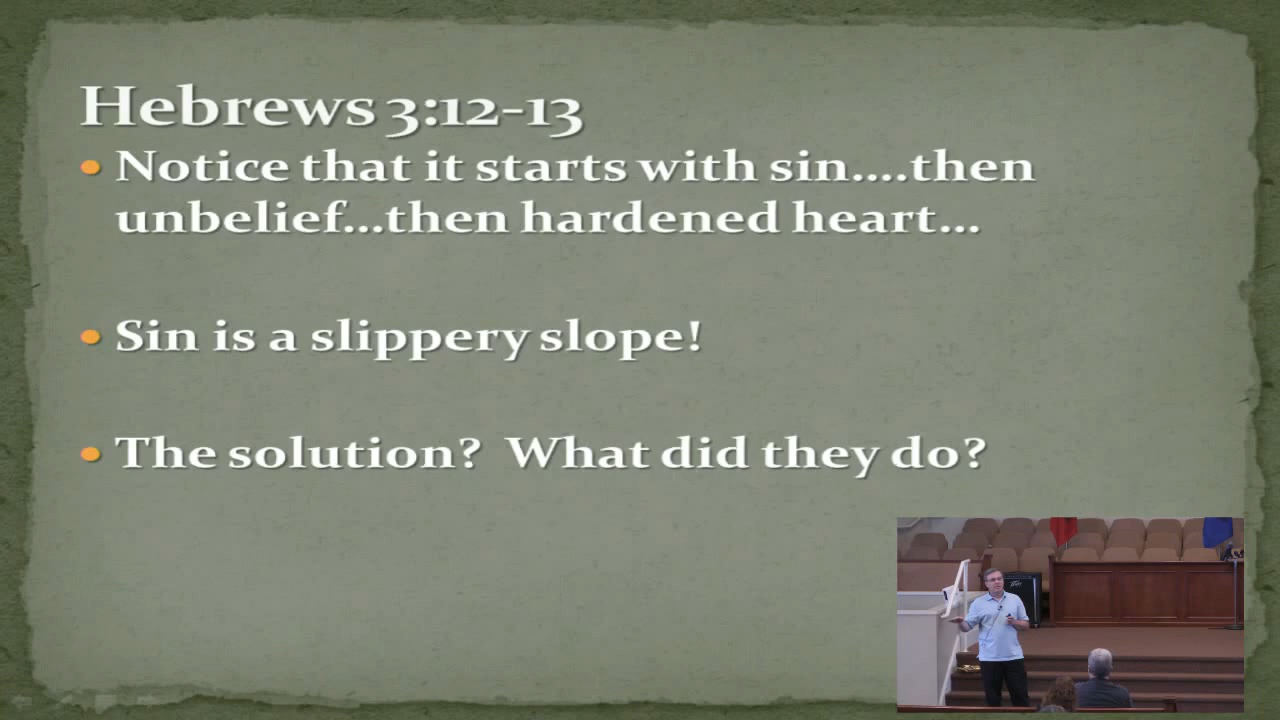 Hebrews 3:12-13
Notice that it starts with sin....then
unbelief...then hardened heart...
Sin is a slippery slope!
The solution?  What did they do?